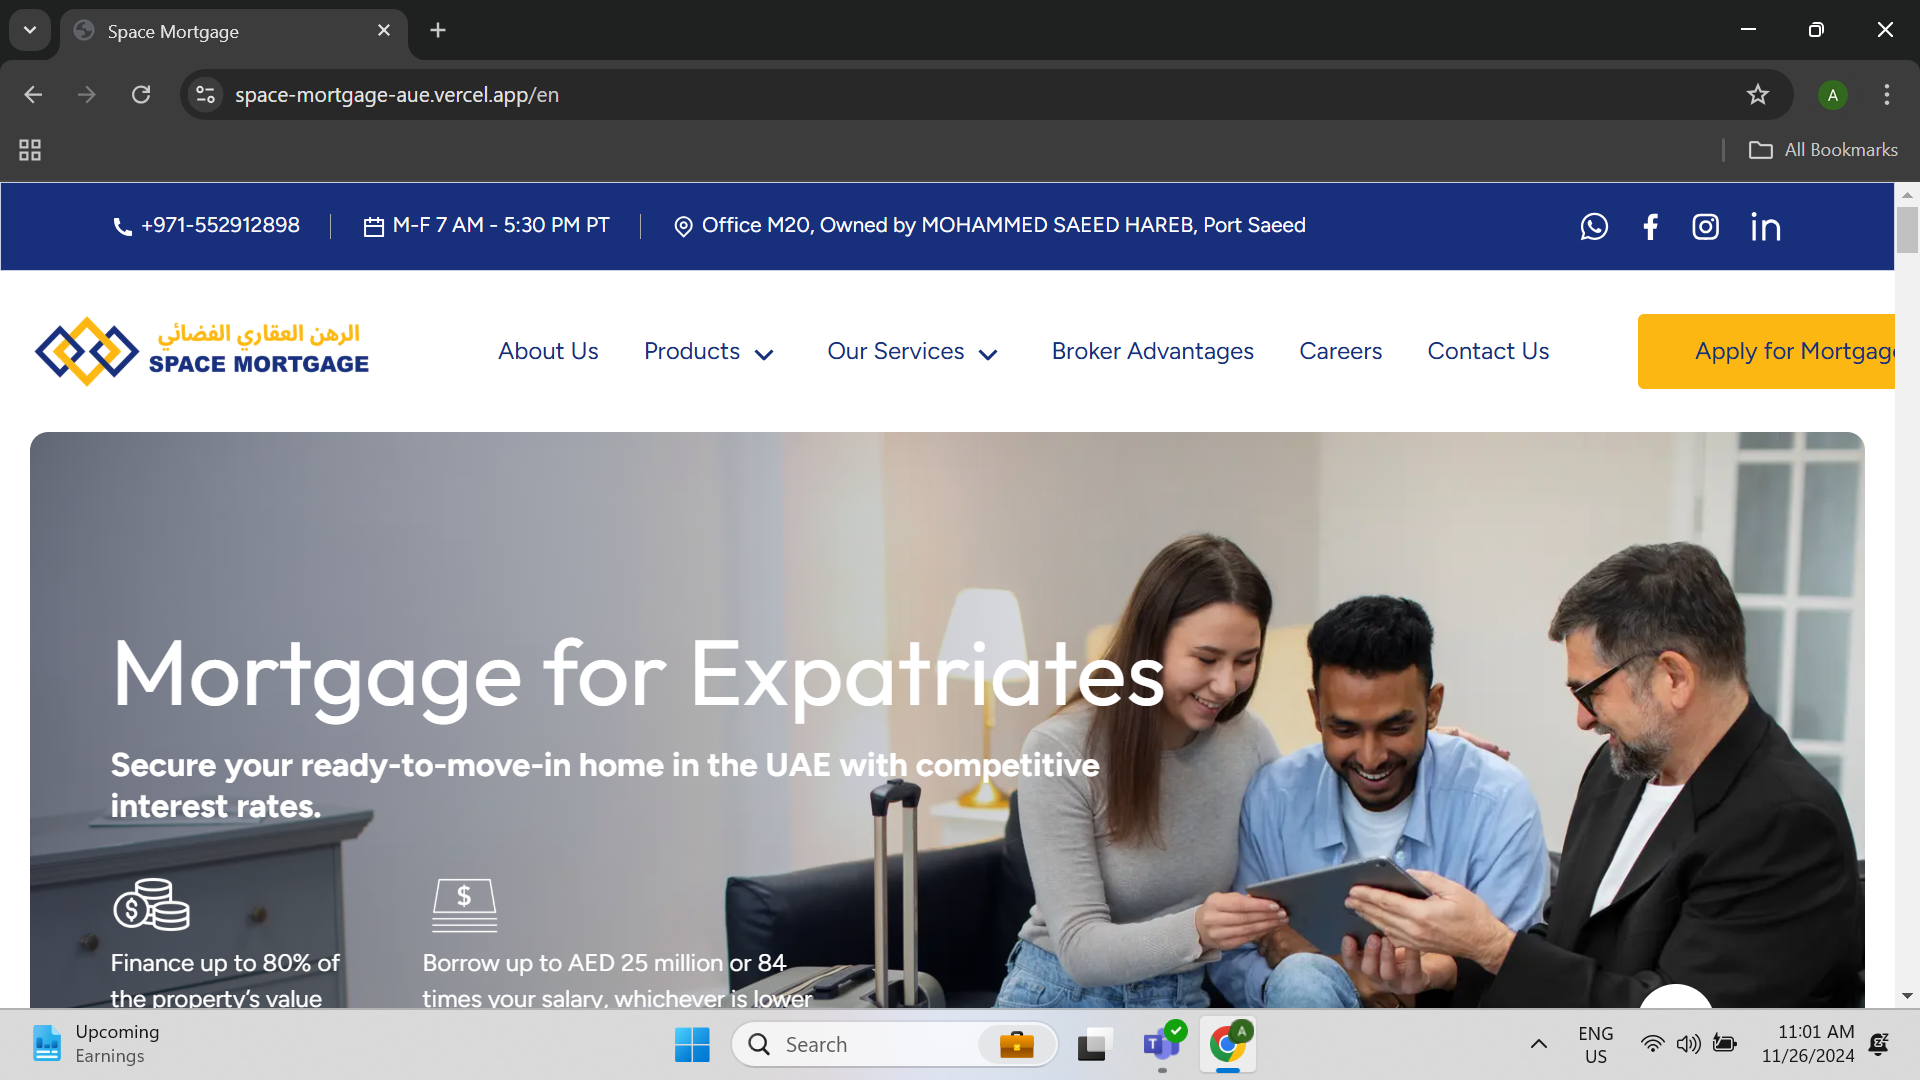 Space Mortgage
space-mortgage-aue.vercel.app/en
A
All Bookmarks
+971-552912898
M-F 7 AM - 5:30 PM PT
Office M20, Owned by MOHAMMED SAEED HAREB, Port Saeed
الرهن العقاري الفضائي
SPACE MORTGAGE
About Us
Products
Our Services
Broker Advantages
Careers
Contact Us
Apply for Mortgage
Mortgage for Expatriates
Secure your ready-to-move-in home in the UAE with competitive
interest rates.
Finance up to 80% of
the property's value
Borrow up to AED 25 million or 84
times your salary, whichever is lower
Upcoming
Earnings
Search
A
ENG
US
11:01 AM
11/26/2024